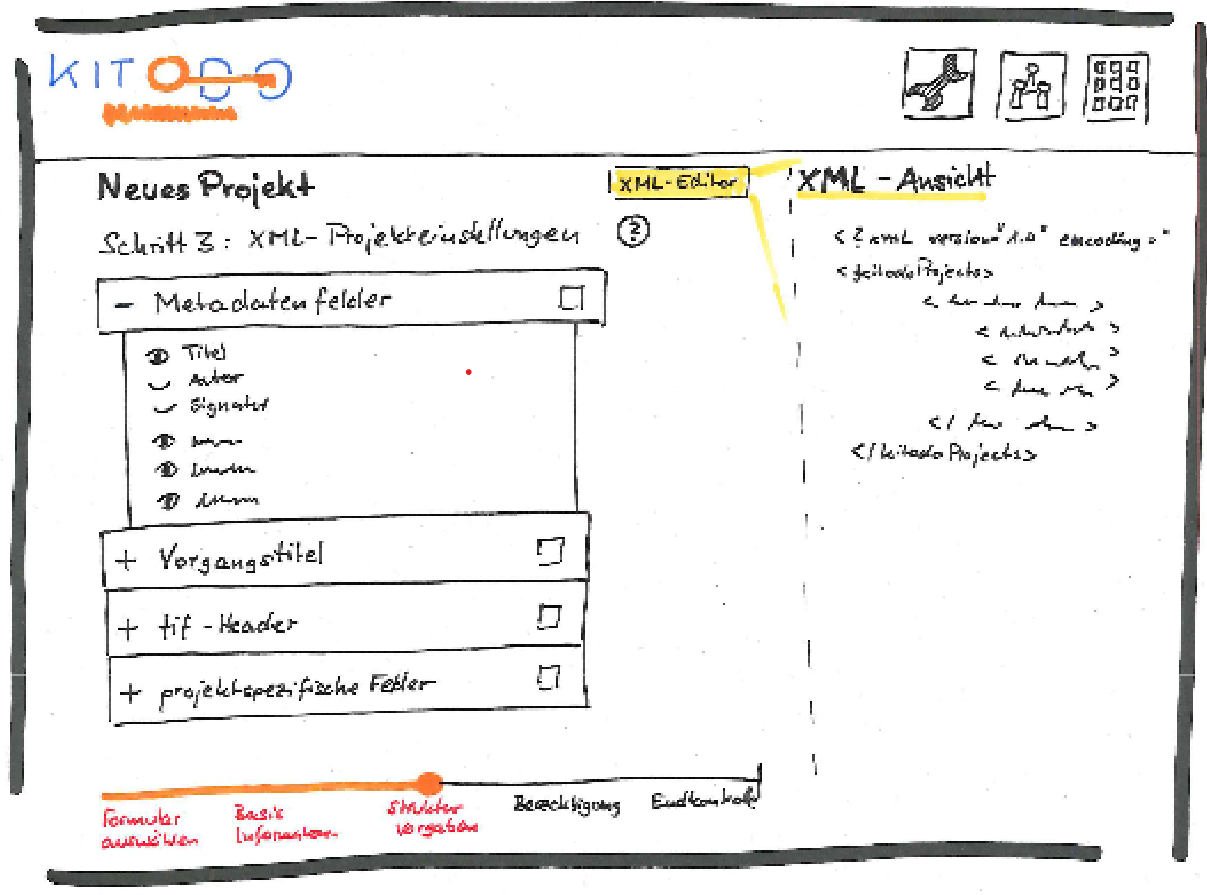 KITODO
Neues Projekt
XML-Editor
XML-Ansicht
Schritt 3: XML-Projekteinstellungen
?
<? XML version "1.0" encoding="
<kitodoProjects>
- Metadatenfelder
Titel
Autor
Signatur
</kitodoProjects>
+ Vorgangstitel
+ tif-Header
+ projektspezifische Felder
Formular auswählen
Basis Informationen
Struktur vorgaben
Berechtigung
Endkontrolle